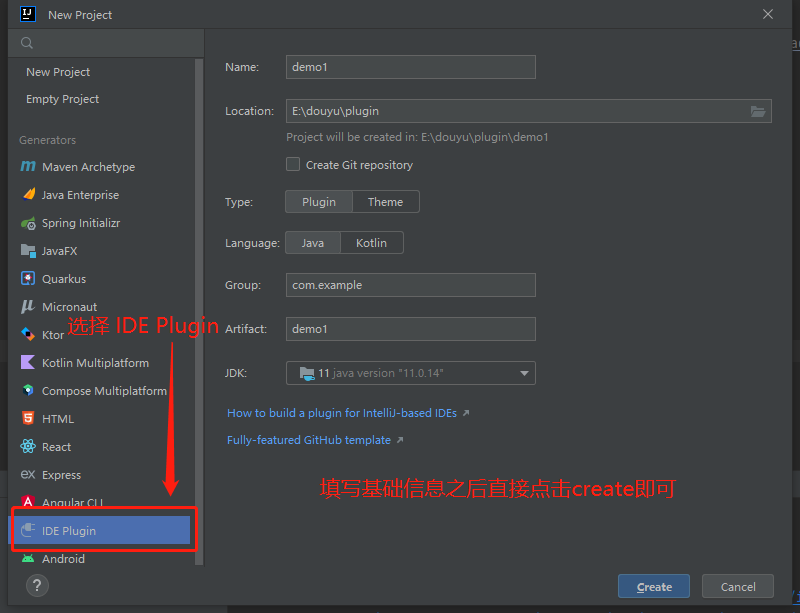 New Project
New Project
Empty Project
Generators
Maven Archetype
Java Enterprise
Spring Initializr
JavaFX
Quarkus
Micronaut
Ktor
选择 IDE Plugin
Kotlin Multiplatform
Compose Multiplatform
HTML
React
Express
Angular CLI
IDE Plugin
Android
?
Name: demo1
Location: E:\douyu\plugin
Project will be created in: E:\douyu\plugin\demo1
Create Git repository
Type: Plugin Theme
Language: Java Kotlin
Group: com.example
Artifact: demo1
JDK: 11 java version "11.0.14"
How to build a plugin for IntelliJ-based IDEs ↗
Fully-featured GitHub template ↗
填写基础信息之后直接点击create即可
Create Cancel